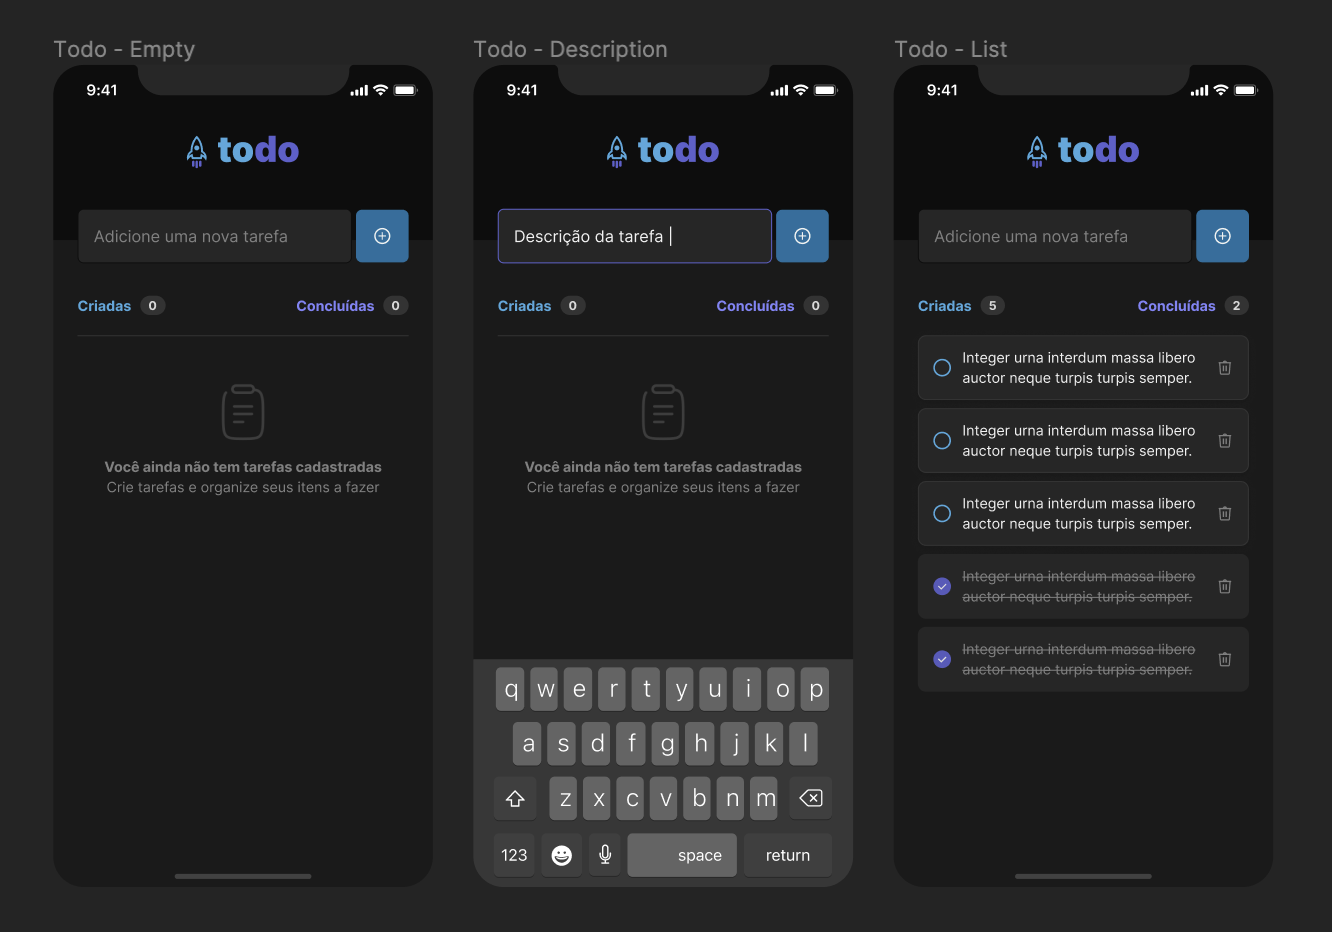 Todo - Empty
9:41
todo
Adicione uma nova tarefa
Criadas 0 Concluídas 0
Você ainda não tem tarefas cadastradas
Crie tarefas e organize seus itens a fazer
Todo - Description
9:41
todo
Descrição da tarefa
Criadas 0 Concluídas 0
Você ainda não tem tarefas cadastradas
Crie tarefas e organize seus itens a fazer
q w e r t y u i o p
a s d f g h j k l
z x c v b n m
123 space return
Todo - List
9:41
todo
Adicione uma nova tarefa
Criadas 5 Concluídas 2
Integer urna interdum massa libero
auctor neque turpis turpis semper.
Integer urna interdum massa libero
auctor neque turpis turpis semper.
Integer urna interdum massa libero
auctor neque turpis turpis semper.
Integer urna interdum massa libero
auctor neque turpis turpis semper.
Integer urna interdum massa libero
auctor neque turpis turpis semper.